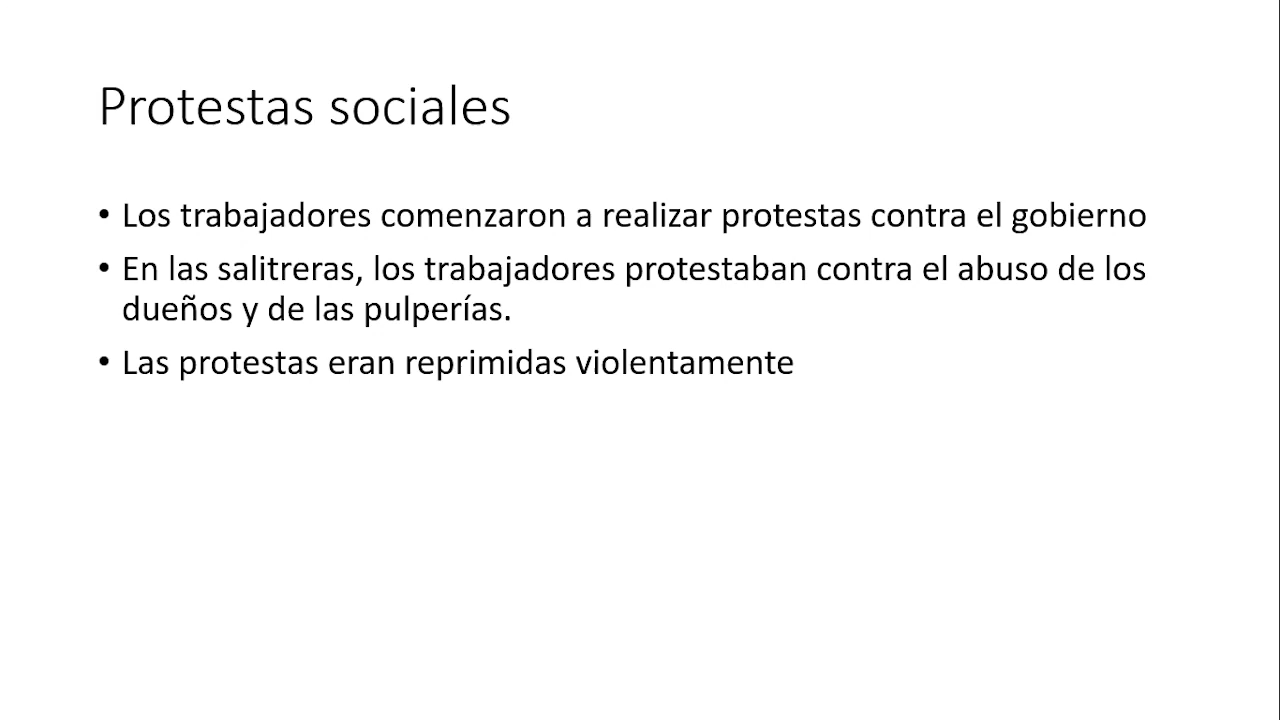 Protestas sociales
• Los trabajadores comenzaron a realizar protestas contra el gobierno
• En las salitreras, los trabajadores protestaban contra el abuso de los
dueños y de las pulperías.
• Las protestas eran reprimidas violentamente